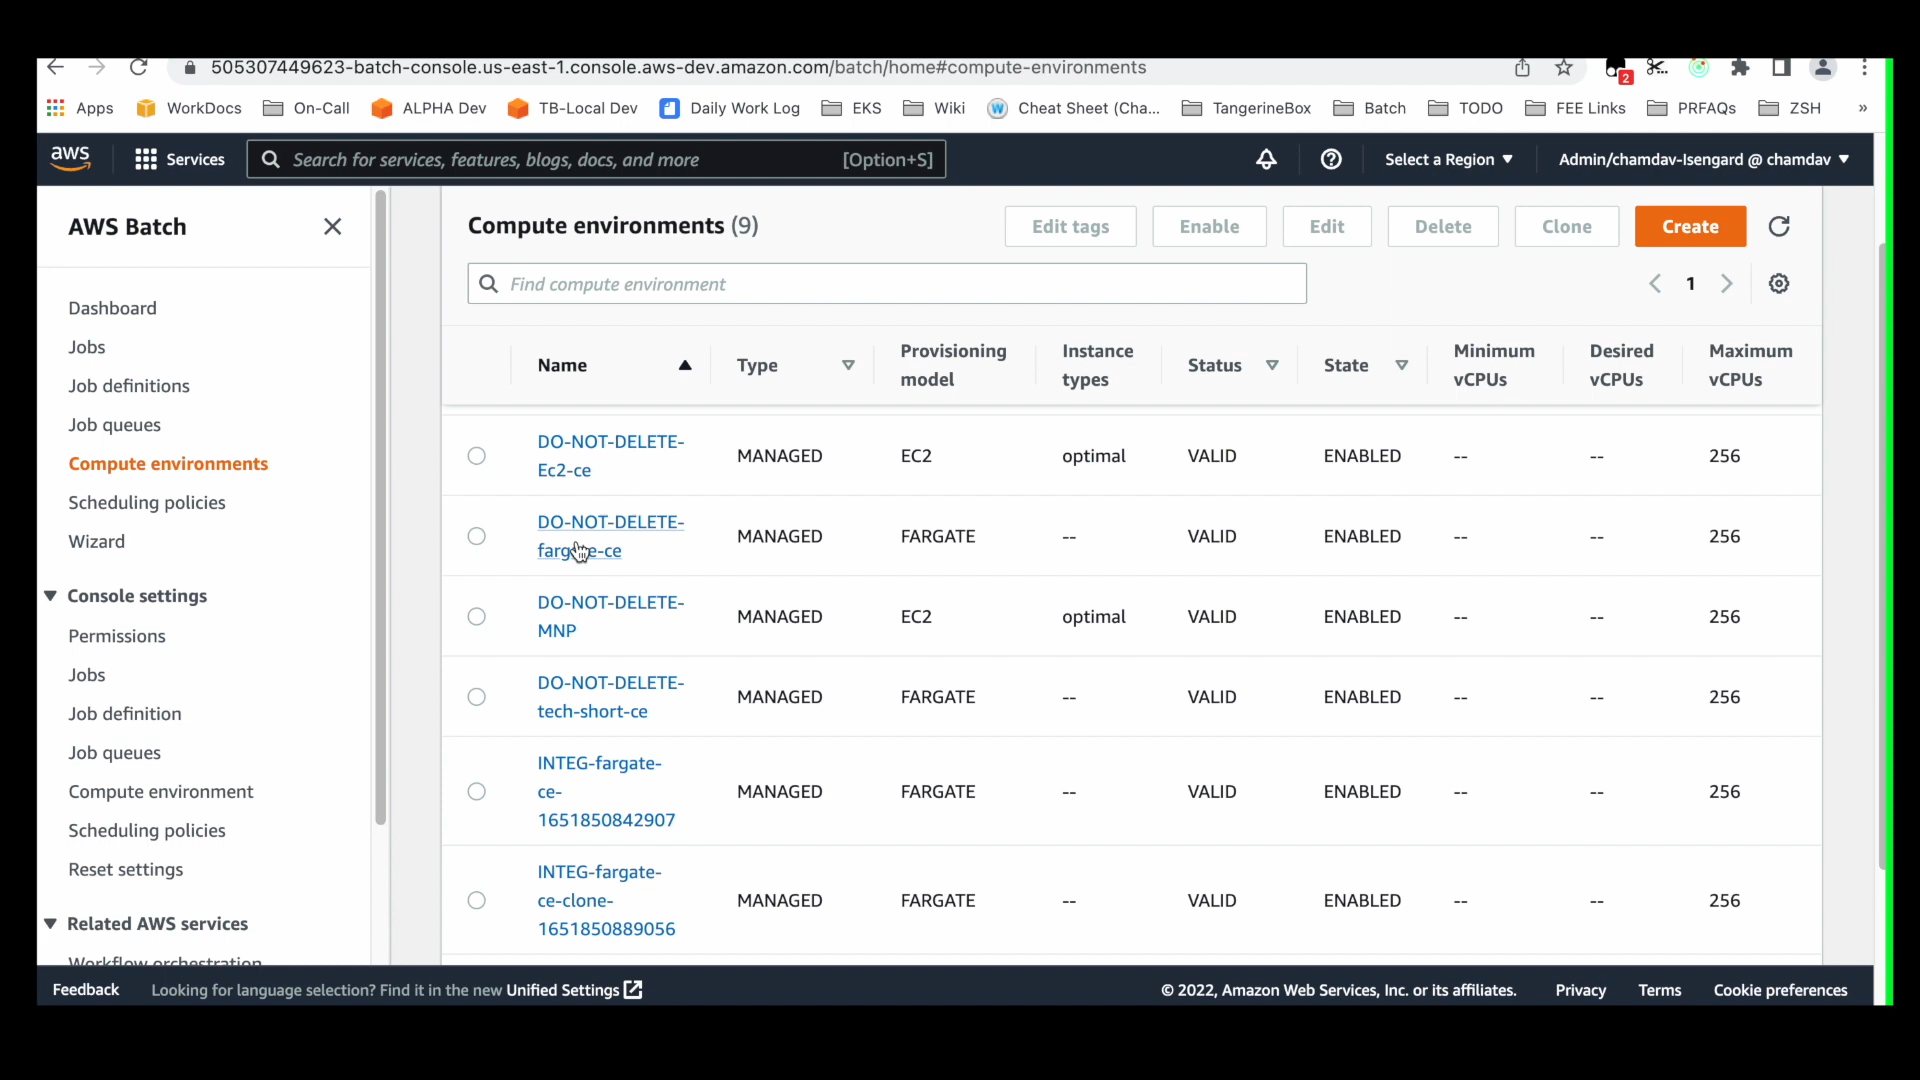 505307449623-batch-console.us-east-1.console.aws-dev.amazon.com/batch/home#compute-environments
2
Apps WorkDocs On-Call ALPHA Dev TB-Local Dev Daily Work Log EKS Wiki W Cheat Sheet (Cha... TangerineBox Batch TODO FEE Links PRFAQs ZSH »
aws Services Search for services, features, blogs, docs, and more [Option+S] Select a Region Admin/chamdav-Isengard @ chamdav
AWS Batch
Dashboard
Jobs
Job definitions
Job queues
Compute environments
Scheduling policies
Wizard
Console settings
Permissions
Jobs
Job definition
Job queues
Compute environment
Scheduling policies
Reset settings
Related AWS services
Workflow orchestration
Compute environments (9) Edit tags Enable Edit Delete Clone Create
Find compute environment 1
Name Type Provisioning model Instance types Status State Minimum vCPUs Desired vCPUs Maximum vCPUs
DO-NOT-DELETE-
Ec2-ce MANAGED EC2 optimal VALID ENABLED -- -- 256
DO-NOT-DELETE-
fargate-ce MANAGED FARGATE -- VALID ENABLED -- -- 256
DO-NOT-DELETE-
MNP MANAGED EC2 optimal VALID ENABLED -- -- 256
DO-NOT-DELETE-
tech-short-ce MANAGED FARGATE -- VALID ENABLED -- -- 256
INTEG-fargate-
ce- MANAGED FARGATE -- VALID ENABLED -- -- 256
1651850842907
INTEG-fargate-
ce-clone- MANAGED FARGATE -- VALID ENABLED -- -- 256
1651850889056
Feedback Looking for language selection? Find it in the new Unified Settings © 2022, Amazon Web Services, Inc. or its affiliates. Privacy Terms Cookie preferences